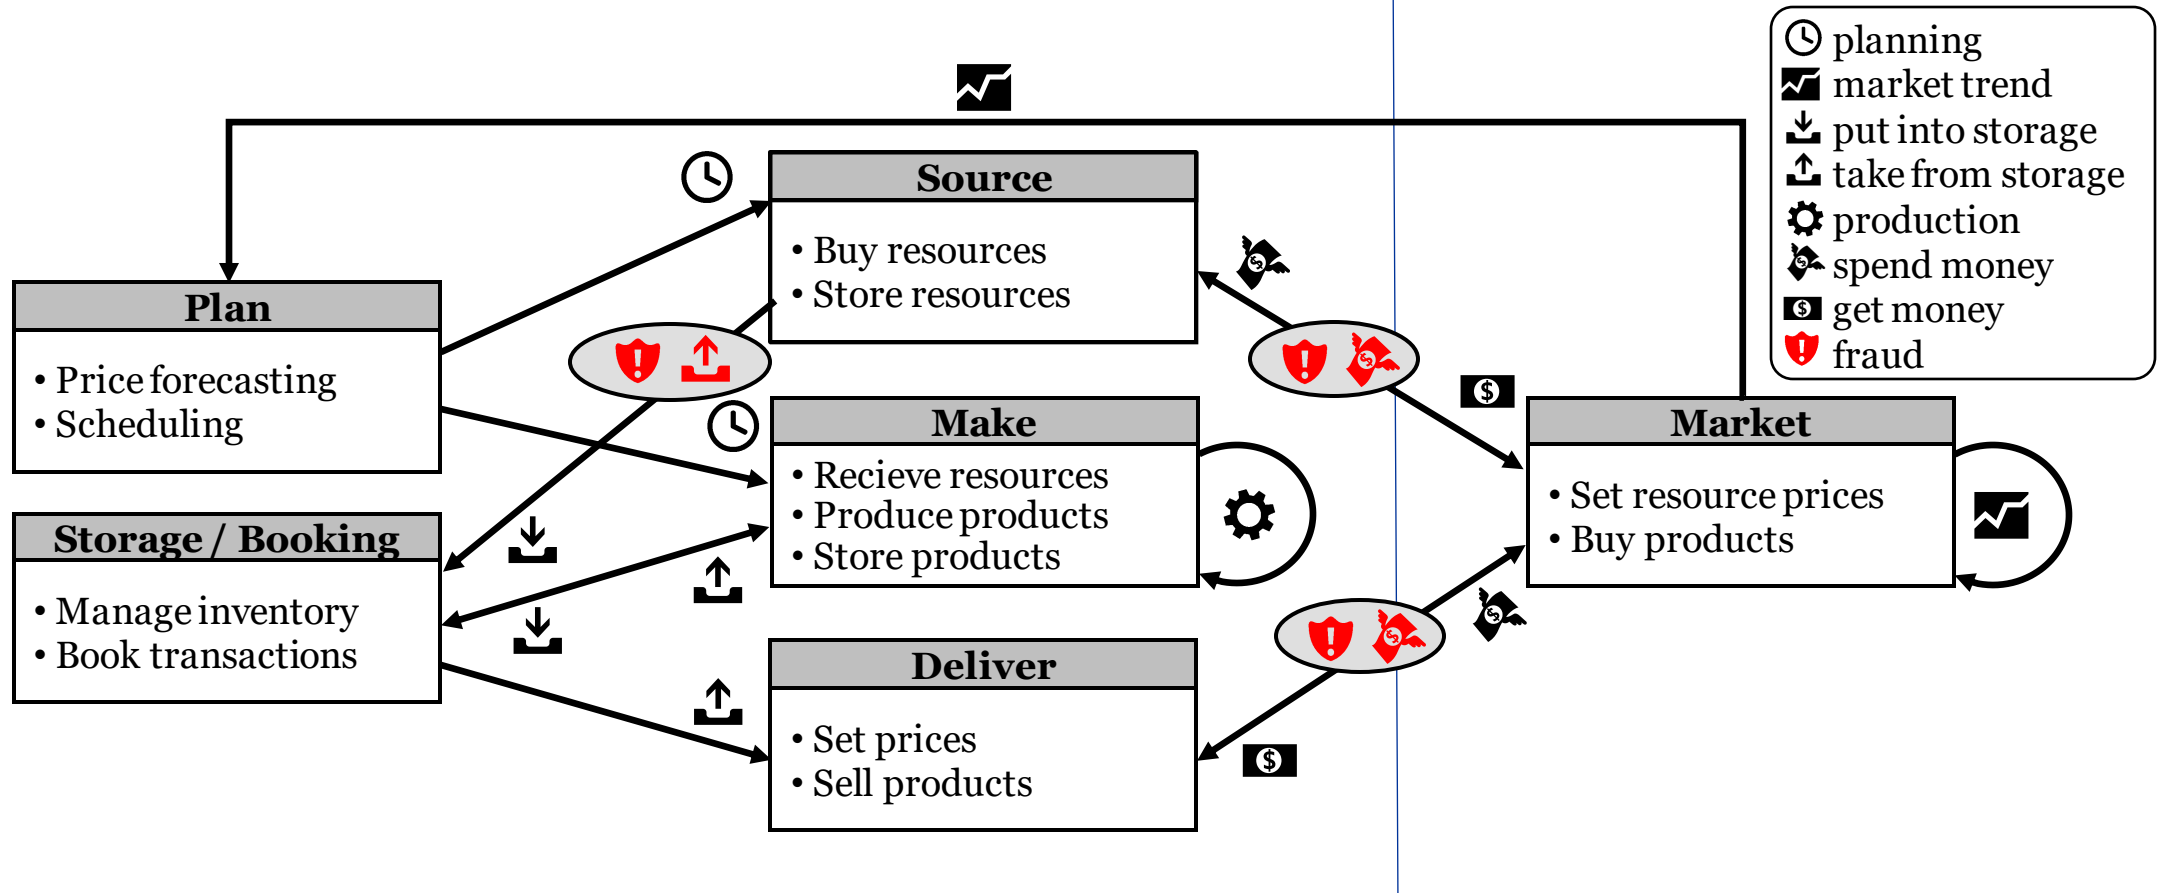 planning
market trend
put into storage
take from storage
production
spend money
get money
fraud
Source
• Buy resources
• Store resources
Plan
• Price forecasting
• Scheduling
Make
• Recieve resources
• Produce products
• Store products
Market
• Set resource prices
• Buy products
Storage / Booking
• Manage inventory
• Book transactions
Deliver
• Set prices
• Sell products